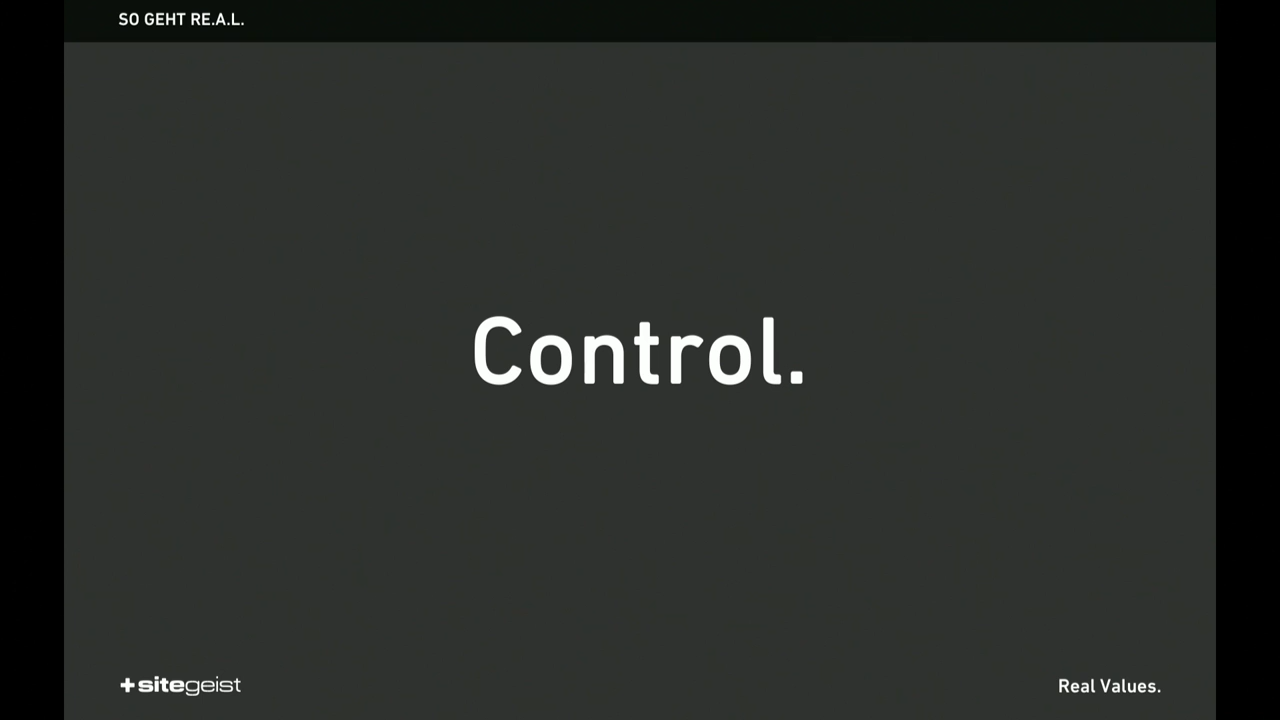 SO GEHT RE.A.L.
Control.
+sitegeist
Real Values.